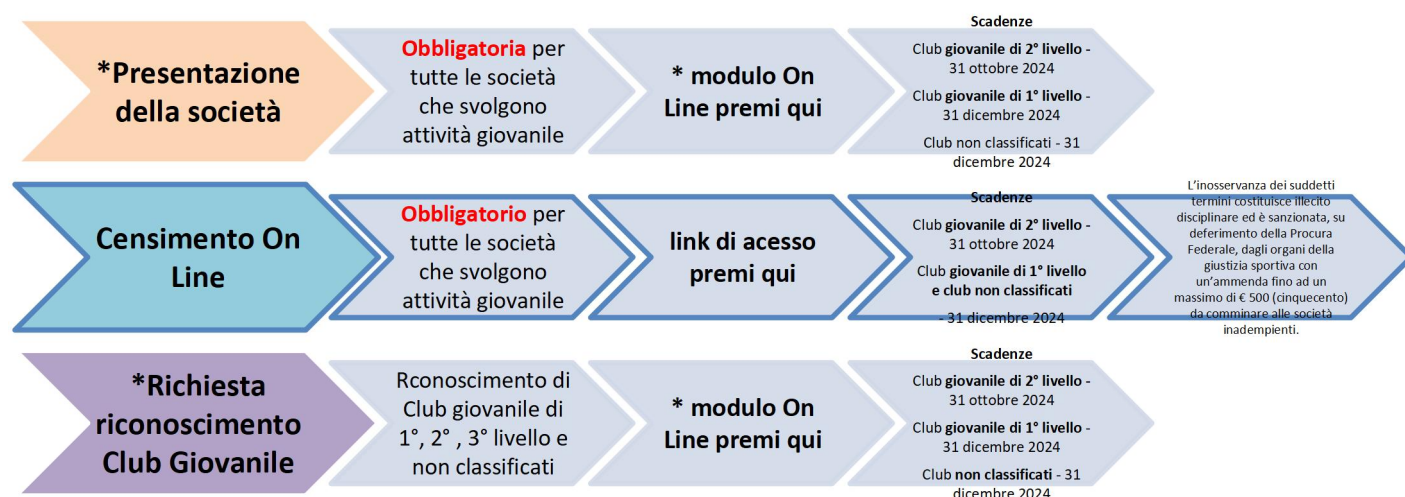 *Presentazione
della società
Obbligatoria per
tutte le società
che svolgono
attività giovanile
* modulo On
Line premi qui
Scadenze
Club giovanile di 2° livello -
31 ottobre 2024
Club giovanile di 1° livello -
31 dicembre 2024
Club non classificati - 31
dicembre 2024
Censimento On
Line
Obbligatorio per
tutte le società
che svolgono
attività giovanile
link di acesso
premi qui
Scadenze
Club giovanile di 2° livello -
31 ottobre 2024
Club giovanile di 1° livello
e club non classificati
- 31 dicembre 2024
L'inosservanza dei suddetti
termini costituisce illecito
disciplinare ed è sanzionata, su
deferimento della Procura
Federale, dagli organi della
giustizia sportiva con
un'ammenda fino ad un
massimo di € 500 (cinquecento)
da comminare alle società
inadempienti.
*Richiesta
riconoscimento
Club Giovanile
Rconoscimento di
Club giovanile di
1°, 2° , 3° livello e
non classificati
* modulo On
Line premi qui
Scadenze
Club giovanile di 2° livello -
31 ottobre 2024
Club giovanile di 1° livello -
31 dicembre 2024
Club non classificati - 31
dicembre 2024